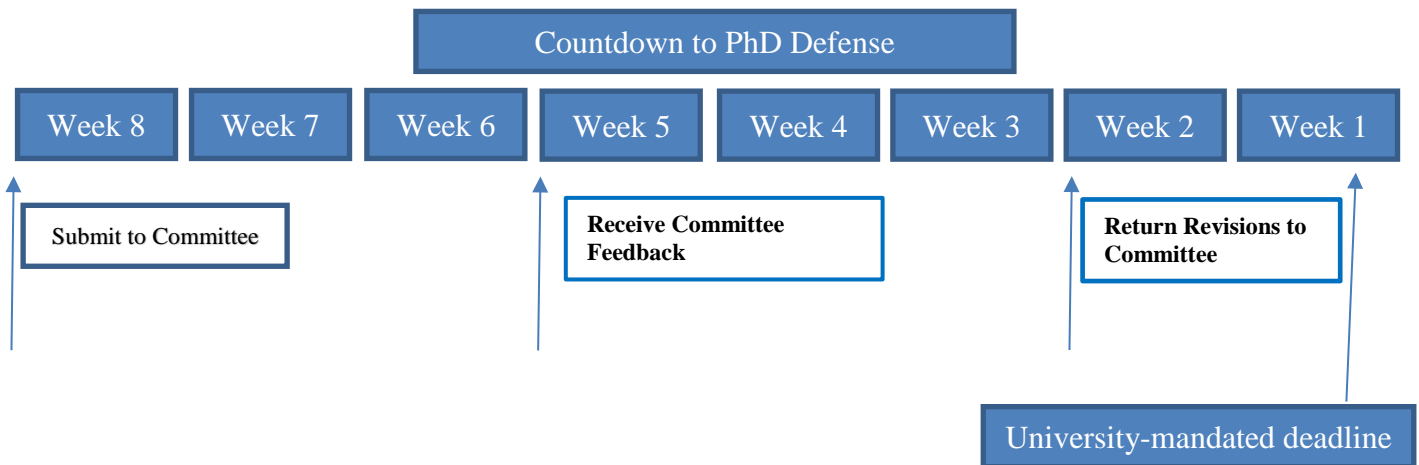 Countdown to PhD Defense
Week 8
Week 7
Week 6
Week 5
Week 4
Week 3
Week 2
Week 1
Submit to Committee
Receive Committee
Feedback
Return Revisions to
Committee
University-mandated deadline